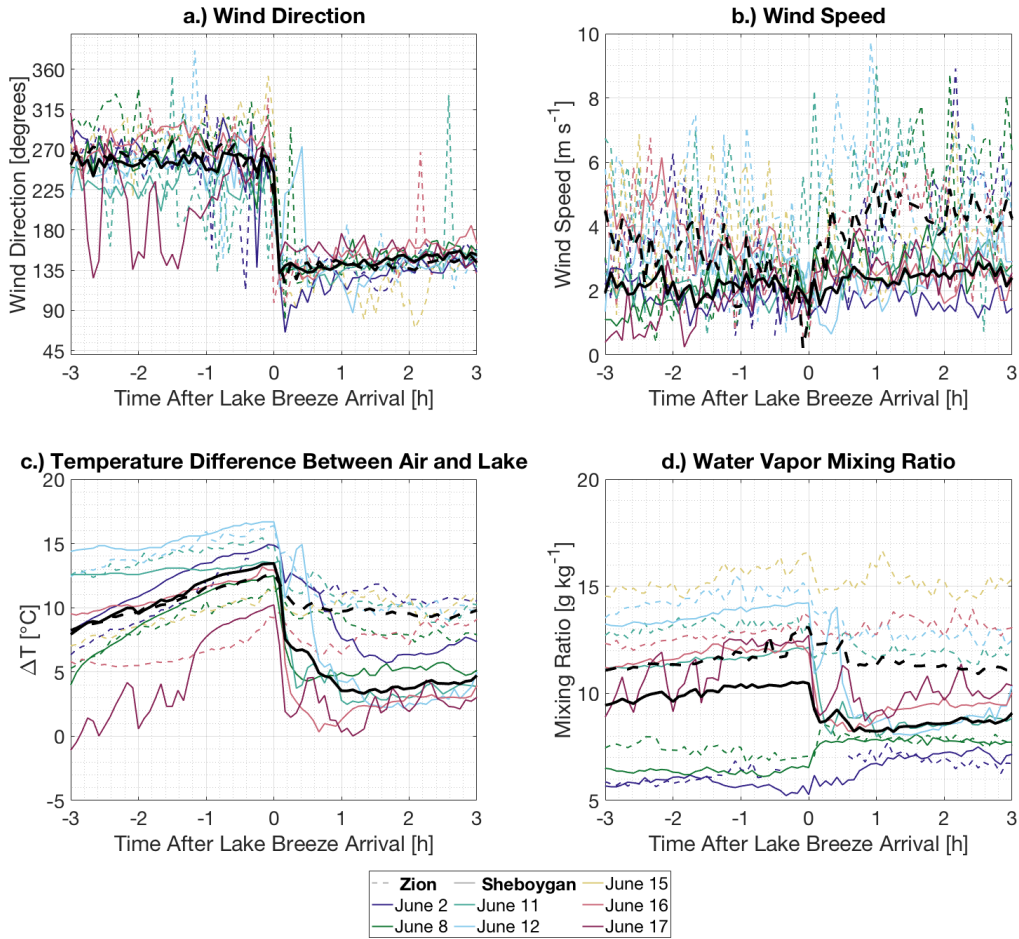 a.) Wind Direction
Wind Direction [degrees]
360
315
270
225
180
135
90
45
-3 -2 -1 0 1 2 3
Time After Lake Breeze Arrival [h]
b.) Wind Speed
Wind Speed [m s⁻¹]
10
8
6
4
2
0
-3 -2 -1 0 1 2 3
Time After Lake Breeze Arrival [h]
c.) Temperature Difference Between Air and Lake
ΔT [°C]
20
15
10
5
0
-5
-3 -2 -1 0 1 2 3
Time After Lake Breeze Arrival [h]
d.) Water Vapor Mixing Ratio
Mixing Ratio [g kg⁻¹]
20
15
10
5
-3 -2 -1 0 1 2 3
Time After Lake Breeze Arrival [h]
Zion Sheboygan June 15
June 2 June 11 June 16
June 8 June 12 June 17